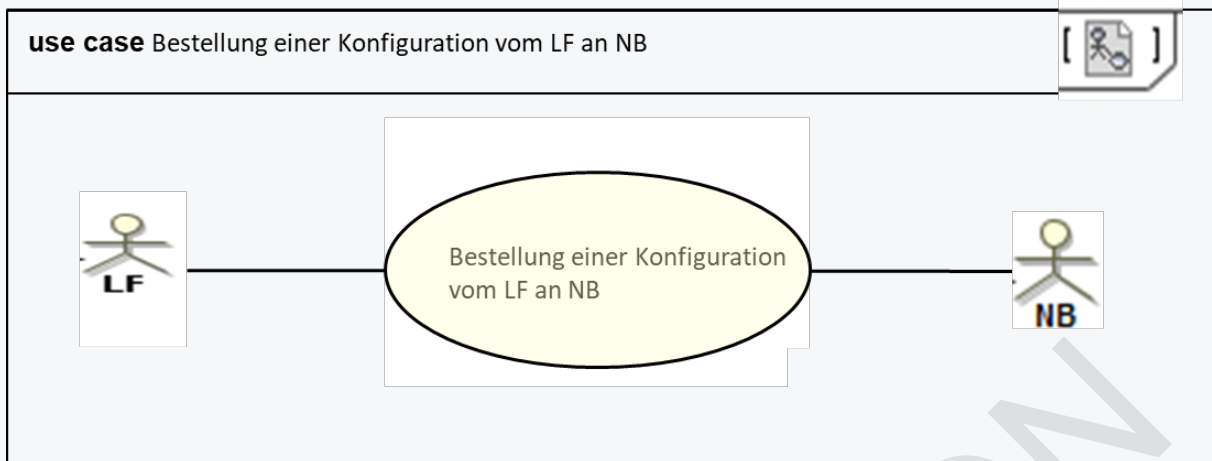 use case Bestellung einer Konfiguration vom LF an NB
[ ]
LF
Bestellung einer Konfiguration
vom LF an NB
NB